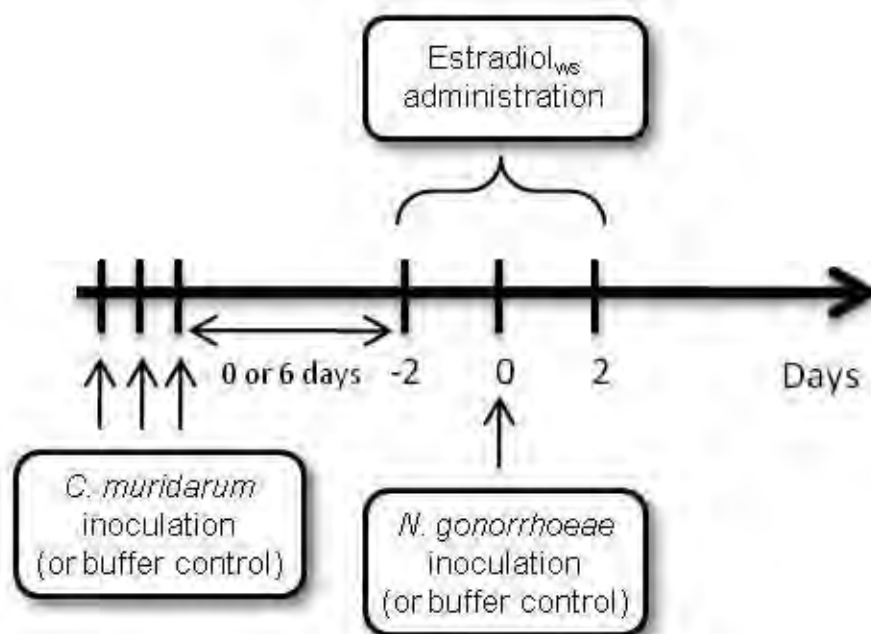 Estradiolws
administration
0 or 6 days
-2
0
2
Days
C. muridarum
inoculation
(or buffer control)
N. gonorrhoeae
inoculation
(or buffer control)